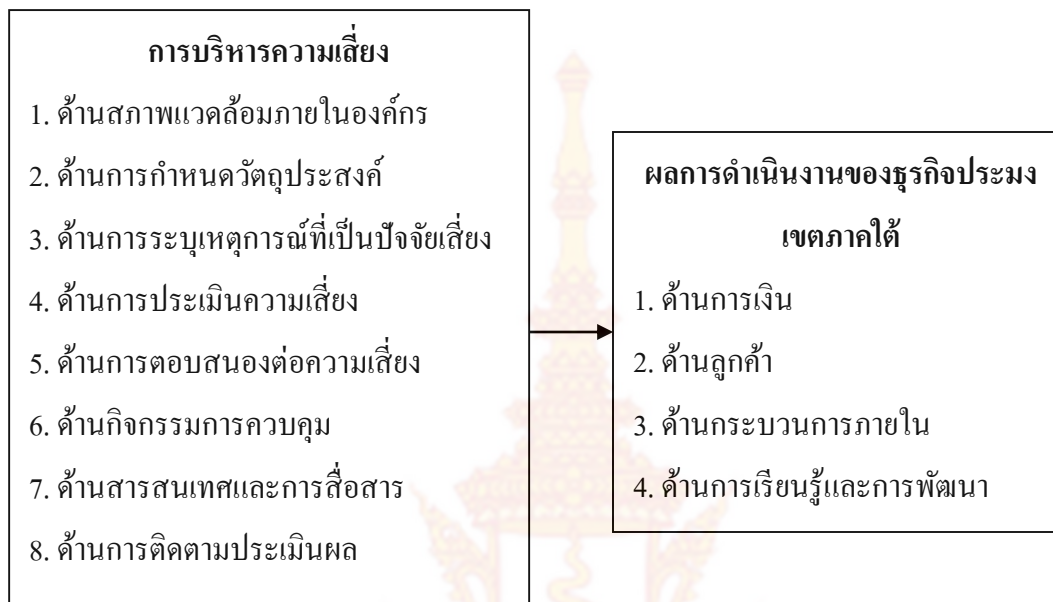 การบริหารความเสี่ยง
1. ด้านสภาพแวดล้อมภายในองค์กร
2. ด้านการกำหนดวัตถุประสงค์
3. ด้านการระบุเหตุการณ์ที่เป็นปัจจัยเสี่ยง
4. ด้านการประเมินความเสี่ยง
5. ด้านการตอบสนองต่อความเสี่ยง
6. ด้านกิจกรรมการควบคุม
7. ด้านสารสนเทศและการสื่อสาร
8. ด้านการติดตามประเมินผล
ผลการดำเนินงานของธุรกิจประมง
เขตภาคใต้
1. ด้านการเงิน
2. ด้านลูกค้า
3. ด้านกระบวนการภายใน
4. ด้านการเรียนรู้และการพัฒนา